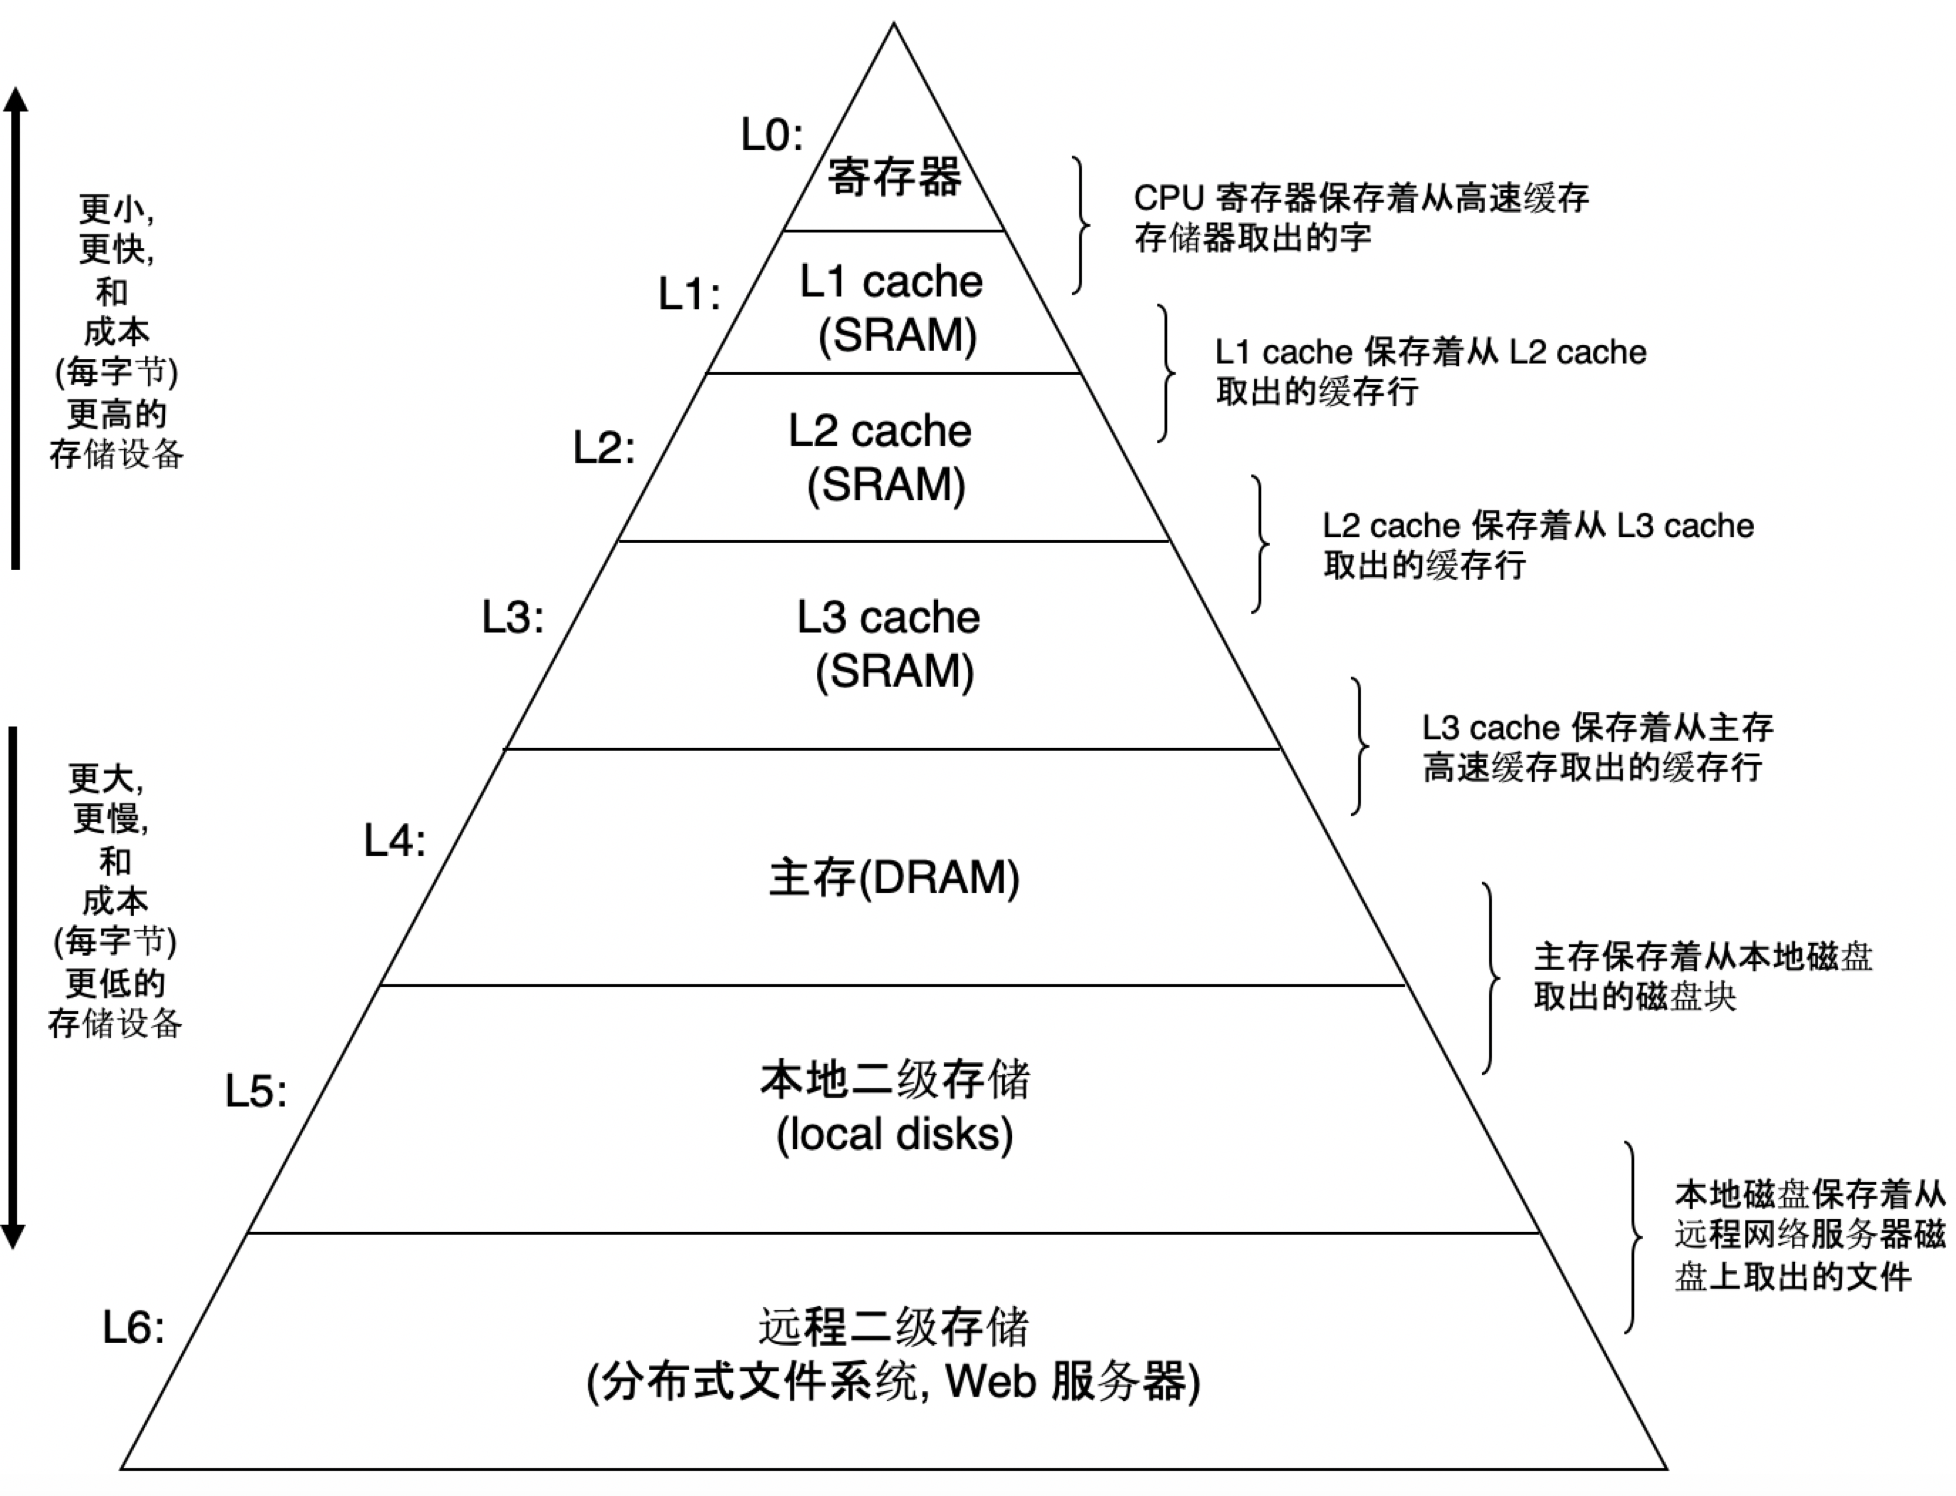 L0:
寄存器
CPU 寄存器保存着从高速缓存
存储器取出的字
更小,
更快,
和
成本
(每字节)
更高的
存储设备
L1:
L1 cache
(SRAM)
L1 cache 保存着从 L2 cache
取出的缓存行
L2:
L2 cache
(SRAM)
L2 cache 保存着从 L3 cache
取出的缓存行
L3:
L3 cache
(SRAM)
L3 cache 保存着从主存
高速缓存取出的缓存行
更大,
更慢,
和
成本
(每字节)
更低的
存储设备
L4:
主存(DRAM)
主存保存着从本地磁盘
取出的磁盘块
L5:
本地二级存储
(local disks)
本地磁盘保存着从
远程网络服务器磁
盘上取出的文件
L6:
远程二级存储
(分布式文件系统, Web 服务器)